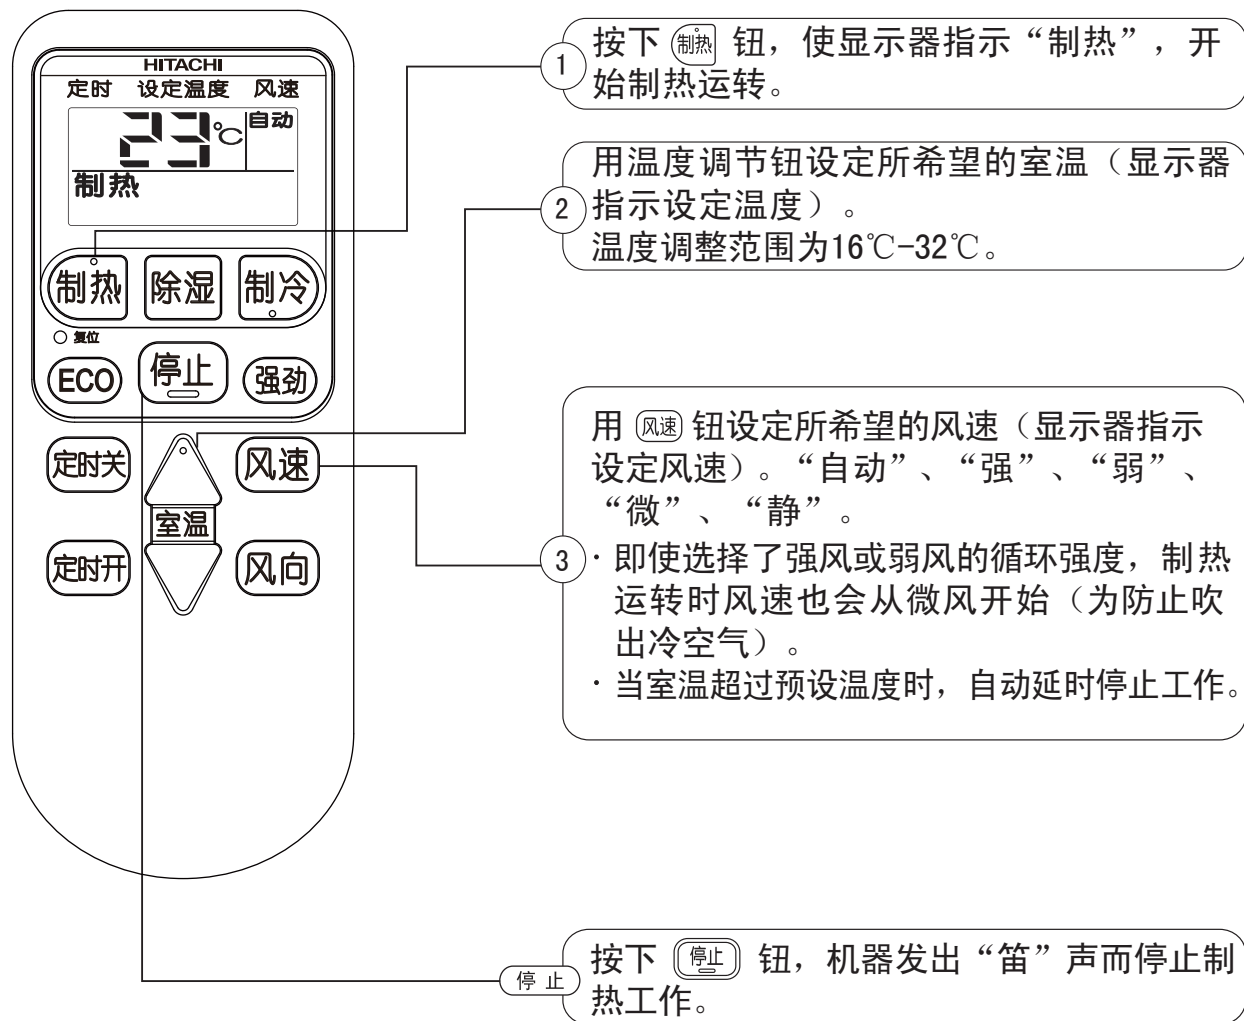 HITACHI
定时 设定温度 风速
23℃ 自动
制热
制热 除湿 制冷
复位
ECO 停止 强劲
定时关 风速
室温
定时开 风向
1 按下 制热 钮，使显示器指示“制热”，开
始制热运转。
用温度调节钮设定所希望的室温（显示器
2 指示设定温度）。
温度调整范围为16℃-32℃。
用 风速 钮设定所希望的风速（显示器指示
设定风速）。“自动”、“强”、“弱”、
“微”、“静”。
3 ·即使选择了强风或弱风的循环强度，制热
运转时风速也会从微风开始（为防止吹
出冷空气）。
·当室温超过预设温度时，自动延时停止工作。
停止 按下 停止 钮，机器发出“笛”声而停止制
热工作。